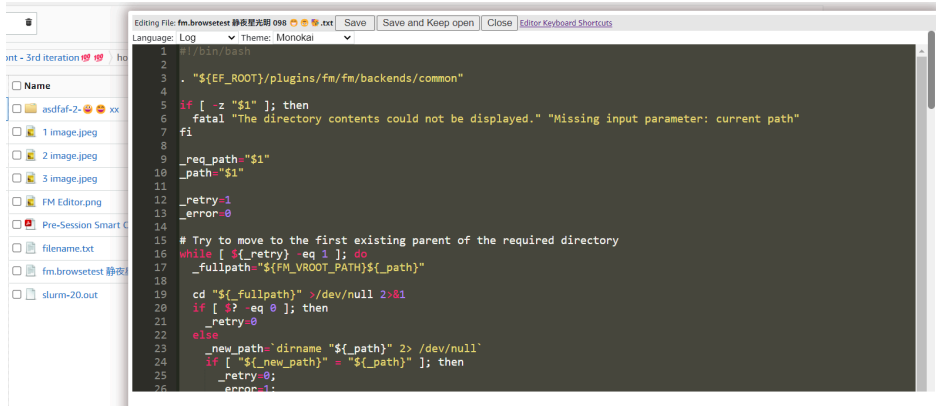 Editing File: fm.browsetest 静夜星光明 098 😁 😊 🎏 .txt Save Save and Keep open Close Editor Keyboard Shortcuts
Language: Log Theme: Monokai
ont - 3rd iteration 💯 💯 ho
Name
asdfaf-2- 😀 😍 xx
1 image.jpeg
2 image.jpeg
3 image.jpeg
FM Editor.png
Pre-Session Smart C
filename.txt
fm.browsetest 静夜
slurm-20.out
1 #!/bin/bash
2
3 . "${EF_ROOT}/plugins/fm/fm/backends/common"
4
5 if [ -z "$1" ]; then
6 fatal "The directory contents could not be displayed." "Missing input parameter: current path"
7 fi
8
9 _req_path="$1"
10 _path="$1"
11
12 _retry=1
13 _error=0
14
15 # Try to move to the first existing parent of the required directory
16 while [ ${_retry} -eq 1 ]; do
17 _fullpath="${FM_VROOT_PATH}${_path}"
18
19 cd "${_fullpath}" >/dev/null 2>&1
20 if [ $? -eq 0 ]; then
21 _retry=0
22 else
23 _new_path=`dirname "${_path}" 2> /dev/null`
24 if [ "${_new_path}" = "${_path}" ]; then
25 _retry=0;
26 error=1;